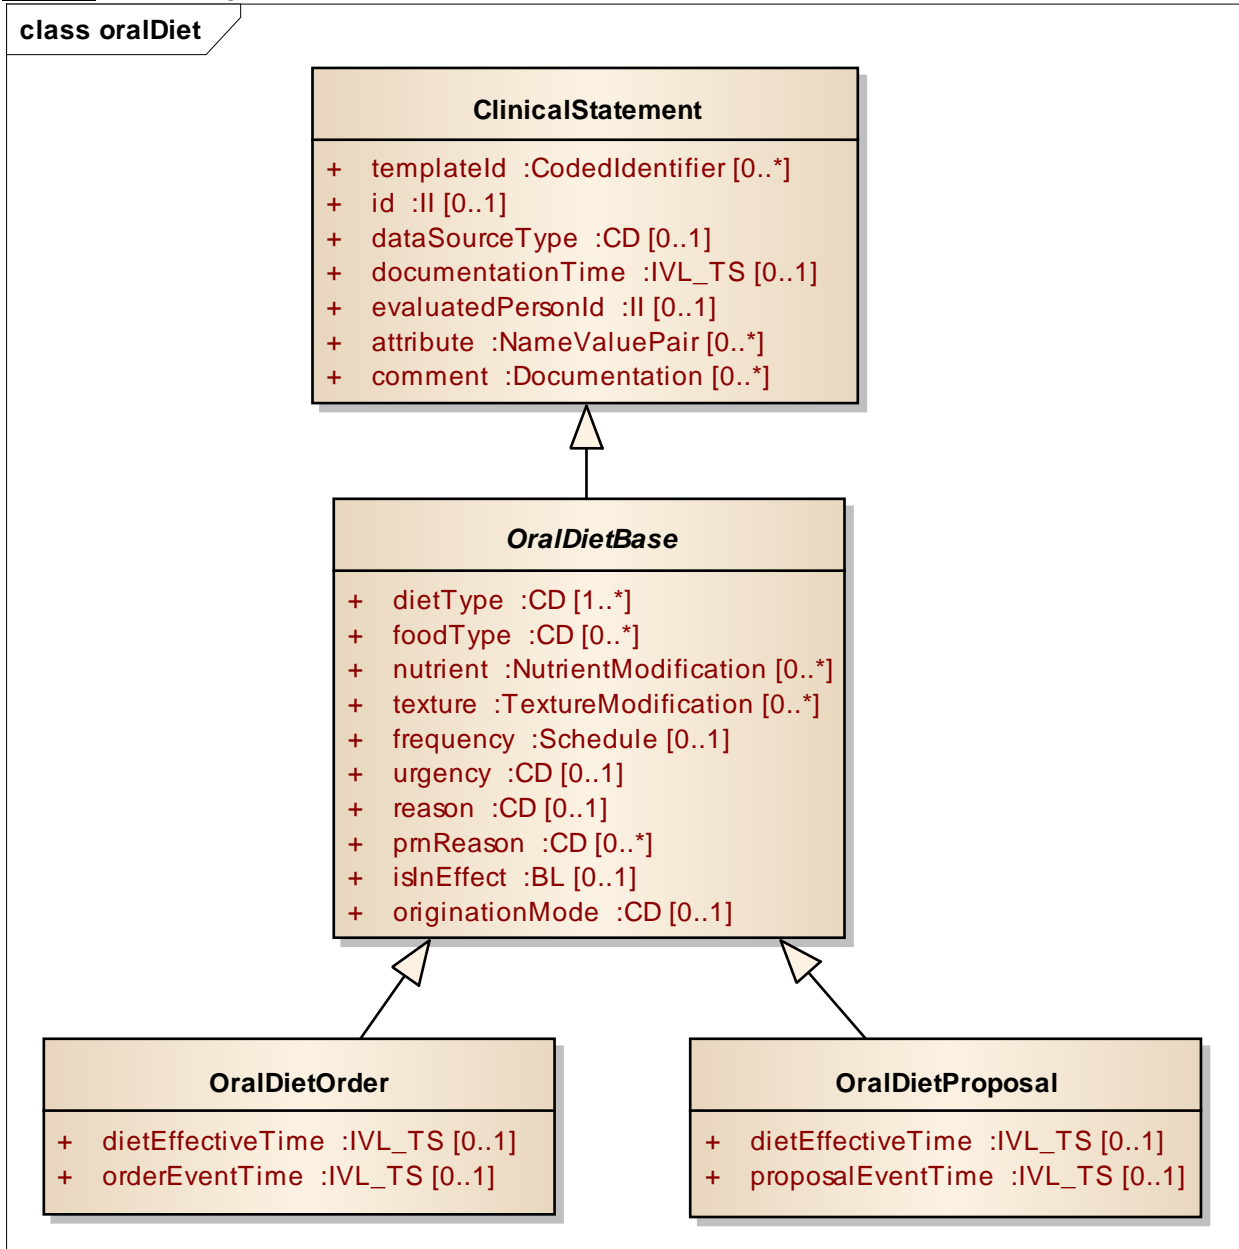 class oralDiet
ClinicalStatement
+ templateId :CodedIdentifier [0..*]
+ id :II [0..1]
+ dataSourceType :CD [0..1]
+ documentationTime :IVL_TS [0..1]
+ evaluatedPersonId :II [0..1]
+ attribute :NameValuePair [0..*]
+ comment :Documentation [0..*]
OralDietBase
+ dietType :CD [1..*]
+ foodType :CD [0..*]
+ nutrient :NutrientModification [0..*]
+ texture :TextureModification [0..*]
+ frequency :Schedule [0..1]
+ urgency :CD [0..1]
+ reason :CD [0..1]
+ prnReason :CD [0..*]
+ isInEffect :BL [0..1]
+ originationMode :CD [0..1]
OralDietOrder
+ dietEffectiveTime :IVL_TS [0..1]
+ orderEventTime :IVL_TS [0..1]
OralDietProposal
+ dietEffectiveTime :IVL_TS [0..1]
+ proposalEventTime :IVL_TS [0..1]